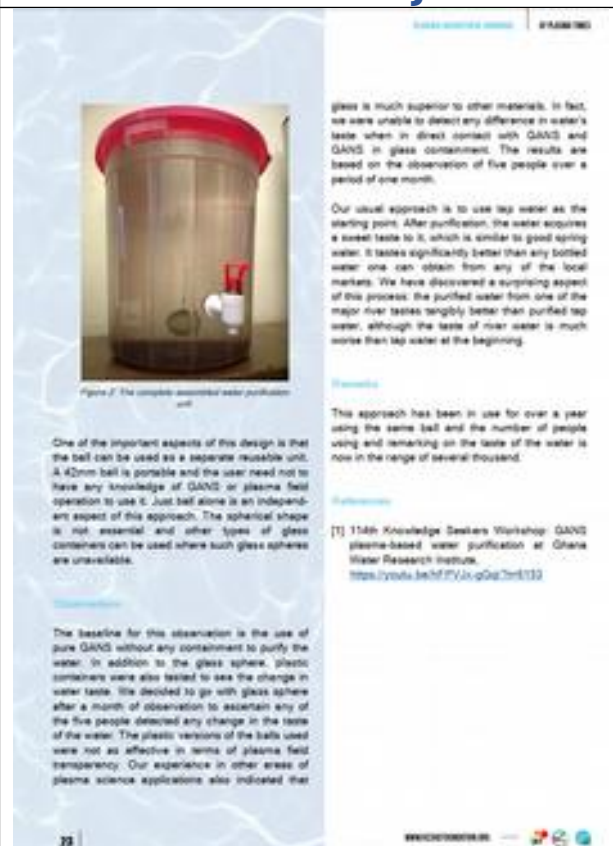 glass is much superior to other materials. In fact,
we were unable to detect any difference in water's
taste when in direct contact with GANS and
GANS in glass containment. The results are
based on the observation of five people over a
period of one month.
Our usual approach is to use tap water as the
starting point. After purification, the water acquires
a sweet taste to it, which is similar to good spring
water. It tastes significantly better than any bottled
water one can obtain from any of the local
markets. We have discovered a surprising aspect
of this process: the purified water from one of the
major river tastes tangibly better than purified tap
water, although the taste of river water is much
worse than tap water at the beginning.
Remarks
This approach has been in use for over a year
using the same ball and the number of people
using and remarking on the taste of the water is
now in the range of several thousand.
References
[1] 114th Knowledge Seekers Workshop: GANS
plasma-based water purification at Ghana
Water Research Institute,
Figure 2: The complete assembled water purification
unit
One of the important aspects of this design is that
the ball can be used as a separate reusable unit.
A 42mm ball is portable and the user need not to
have any knowledge of GANS or plasma field
operation to use it. Just ball alone is an independ-
ent aspect of this approach. The spherical shape
is not essential and other types of glass
containers can be used where such glass spheres
are unavailable.
Observations
The baseline for this observation is the use of
pure GANS without any containment to purify the
water. In addition to the glass sphere, plastic
containers were also tested to see the change in
water taste. We decided to go with glass sphere
after a month of observation to ascertain any of
the five people detected any change in the taste
of the water. The plastic versions of the balls used
were not as effective in terms of plasma field
transparency. Our experience in other areas of
plasma science applications also indicated that